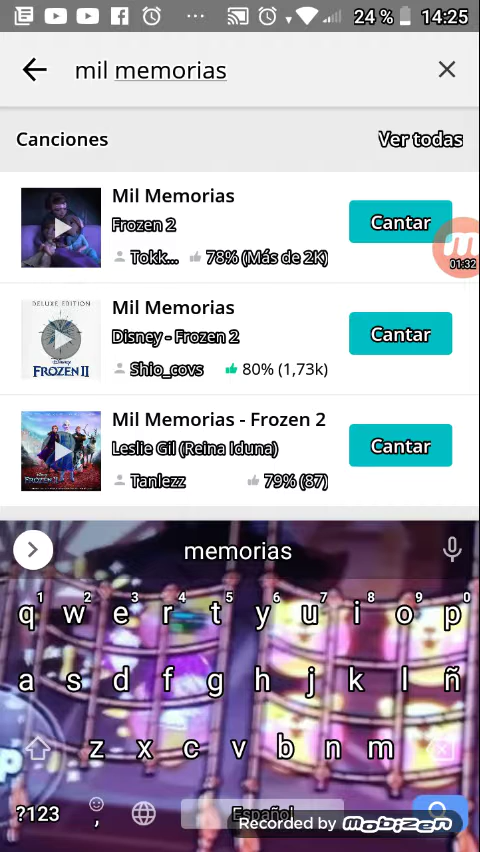 24 % 14:25
mil memorias
Canciones Ver todas
Mil Memorias
Frozen 2
Tokk... 78% (Más de 2K)
Cantar
01:32
DELUXE EDITION
FROZEN II
Mil Memorias
Disney - Frozen 2
Shio_covs 80% (1,73k)
Cantar
Mil Memorias - Frozen 2
Leslie Gil (Reina Iduna)
Tanlezz 79% (87)
Cantar
memorias
1 2 3 4 5 6 7 8 9 0
q w e r t y u i o p
a s d f g h j k l ñ
z x c v b n m
?123 , Español
Recorded by mobizen